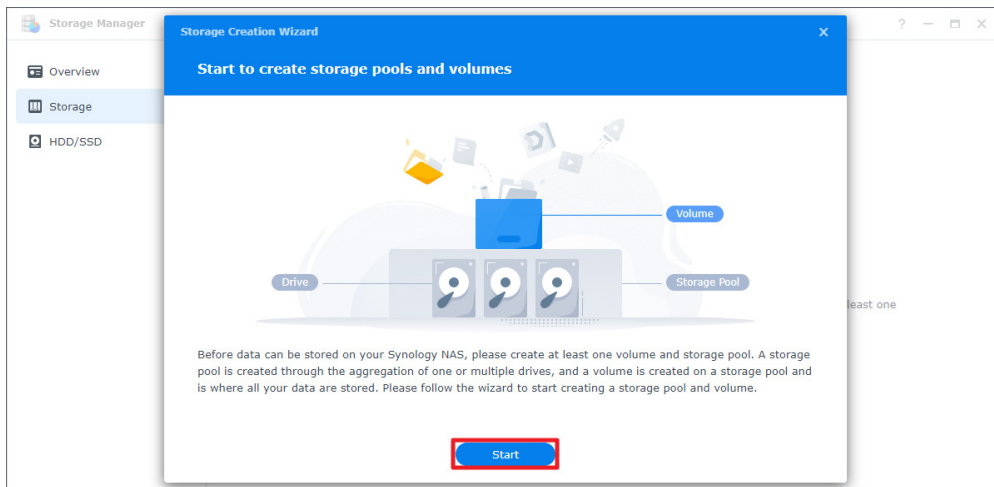 Storage Manager
Storage Creation Wizard
Start to create storage pools and volumes
Overview
Storage
HDD/SSD
Volume
Drive
Storage Pool
least one
Before data can be stored on your Synology NAS, please create at least one volume and storage pool. A storage
pool is created through the aggregation of one or multiple drives, and a volume is created on a storage pool and
is where all your data are stored. Please follow the wizard to start creating a storage pool and volume.
Start